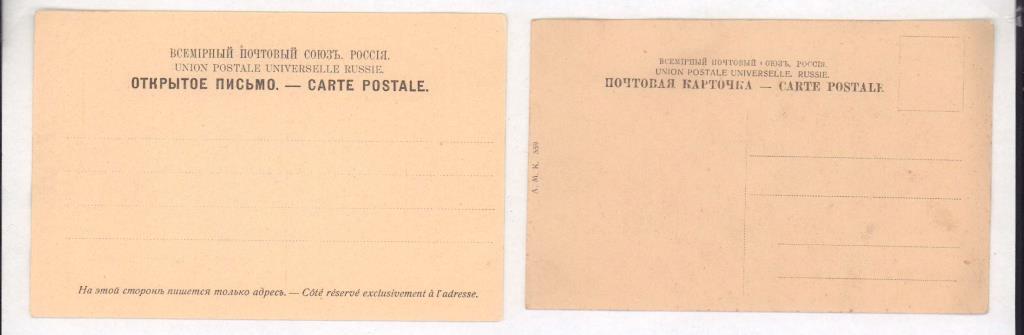 ВСЕМІРНЫЙ ПОЧТОВЫЙ СОЮЗЪ. РОССІЯ.
UNION POSTALE UNIVERSELLE RUSSIE.
ОТКРЫТОЕ ПИСЬМО. — CARTE POSTALE.
На этой сторонѣ пишется только адресъ. — Côté réservé exclusivement à l'adresse.
ВСЕМІРНЫЙ ПОЧТОВЫЙ СОЮЗЪ. РОССІЯ.
UNION POSTALE UNIVERSELLE. RUSSIE.
ПОЧТОВАЯ КАРТОЧКА — CARTE POSTALE
А. М. К. 559